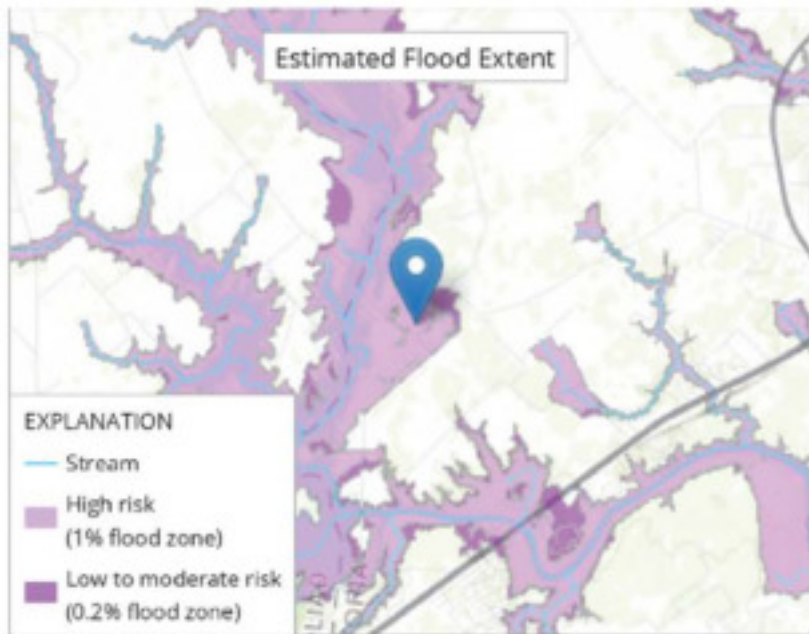 Estimated Flood Extent
EXPLANATION
Stream
High risk
(1% flood zone)
Low to moderate risk
(0.2% flood zone)